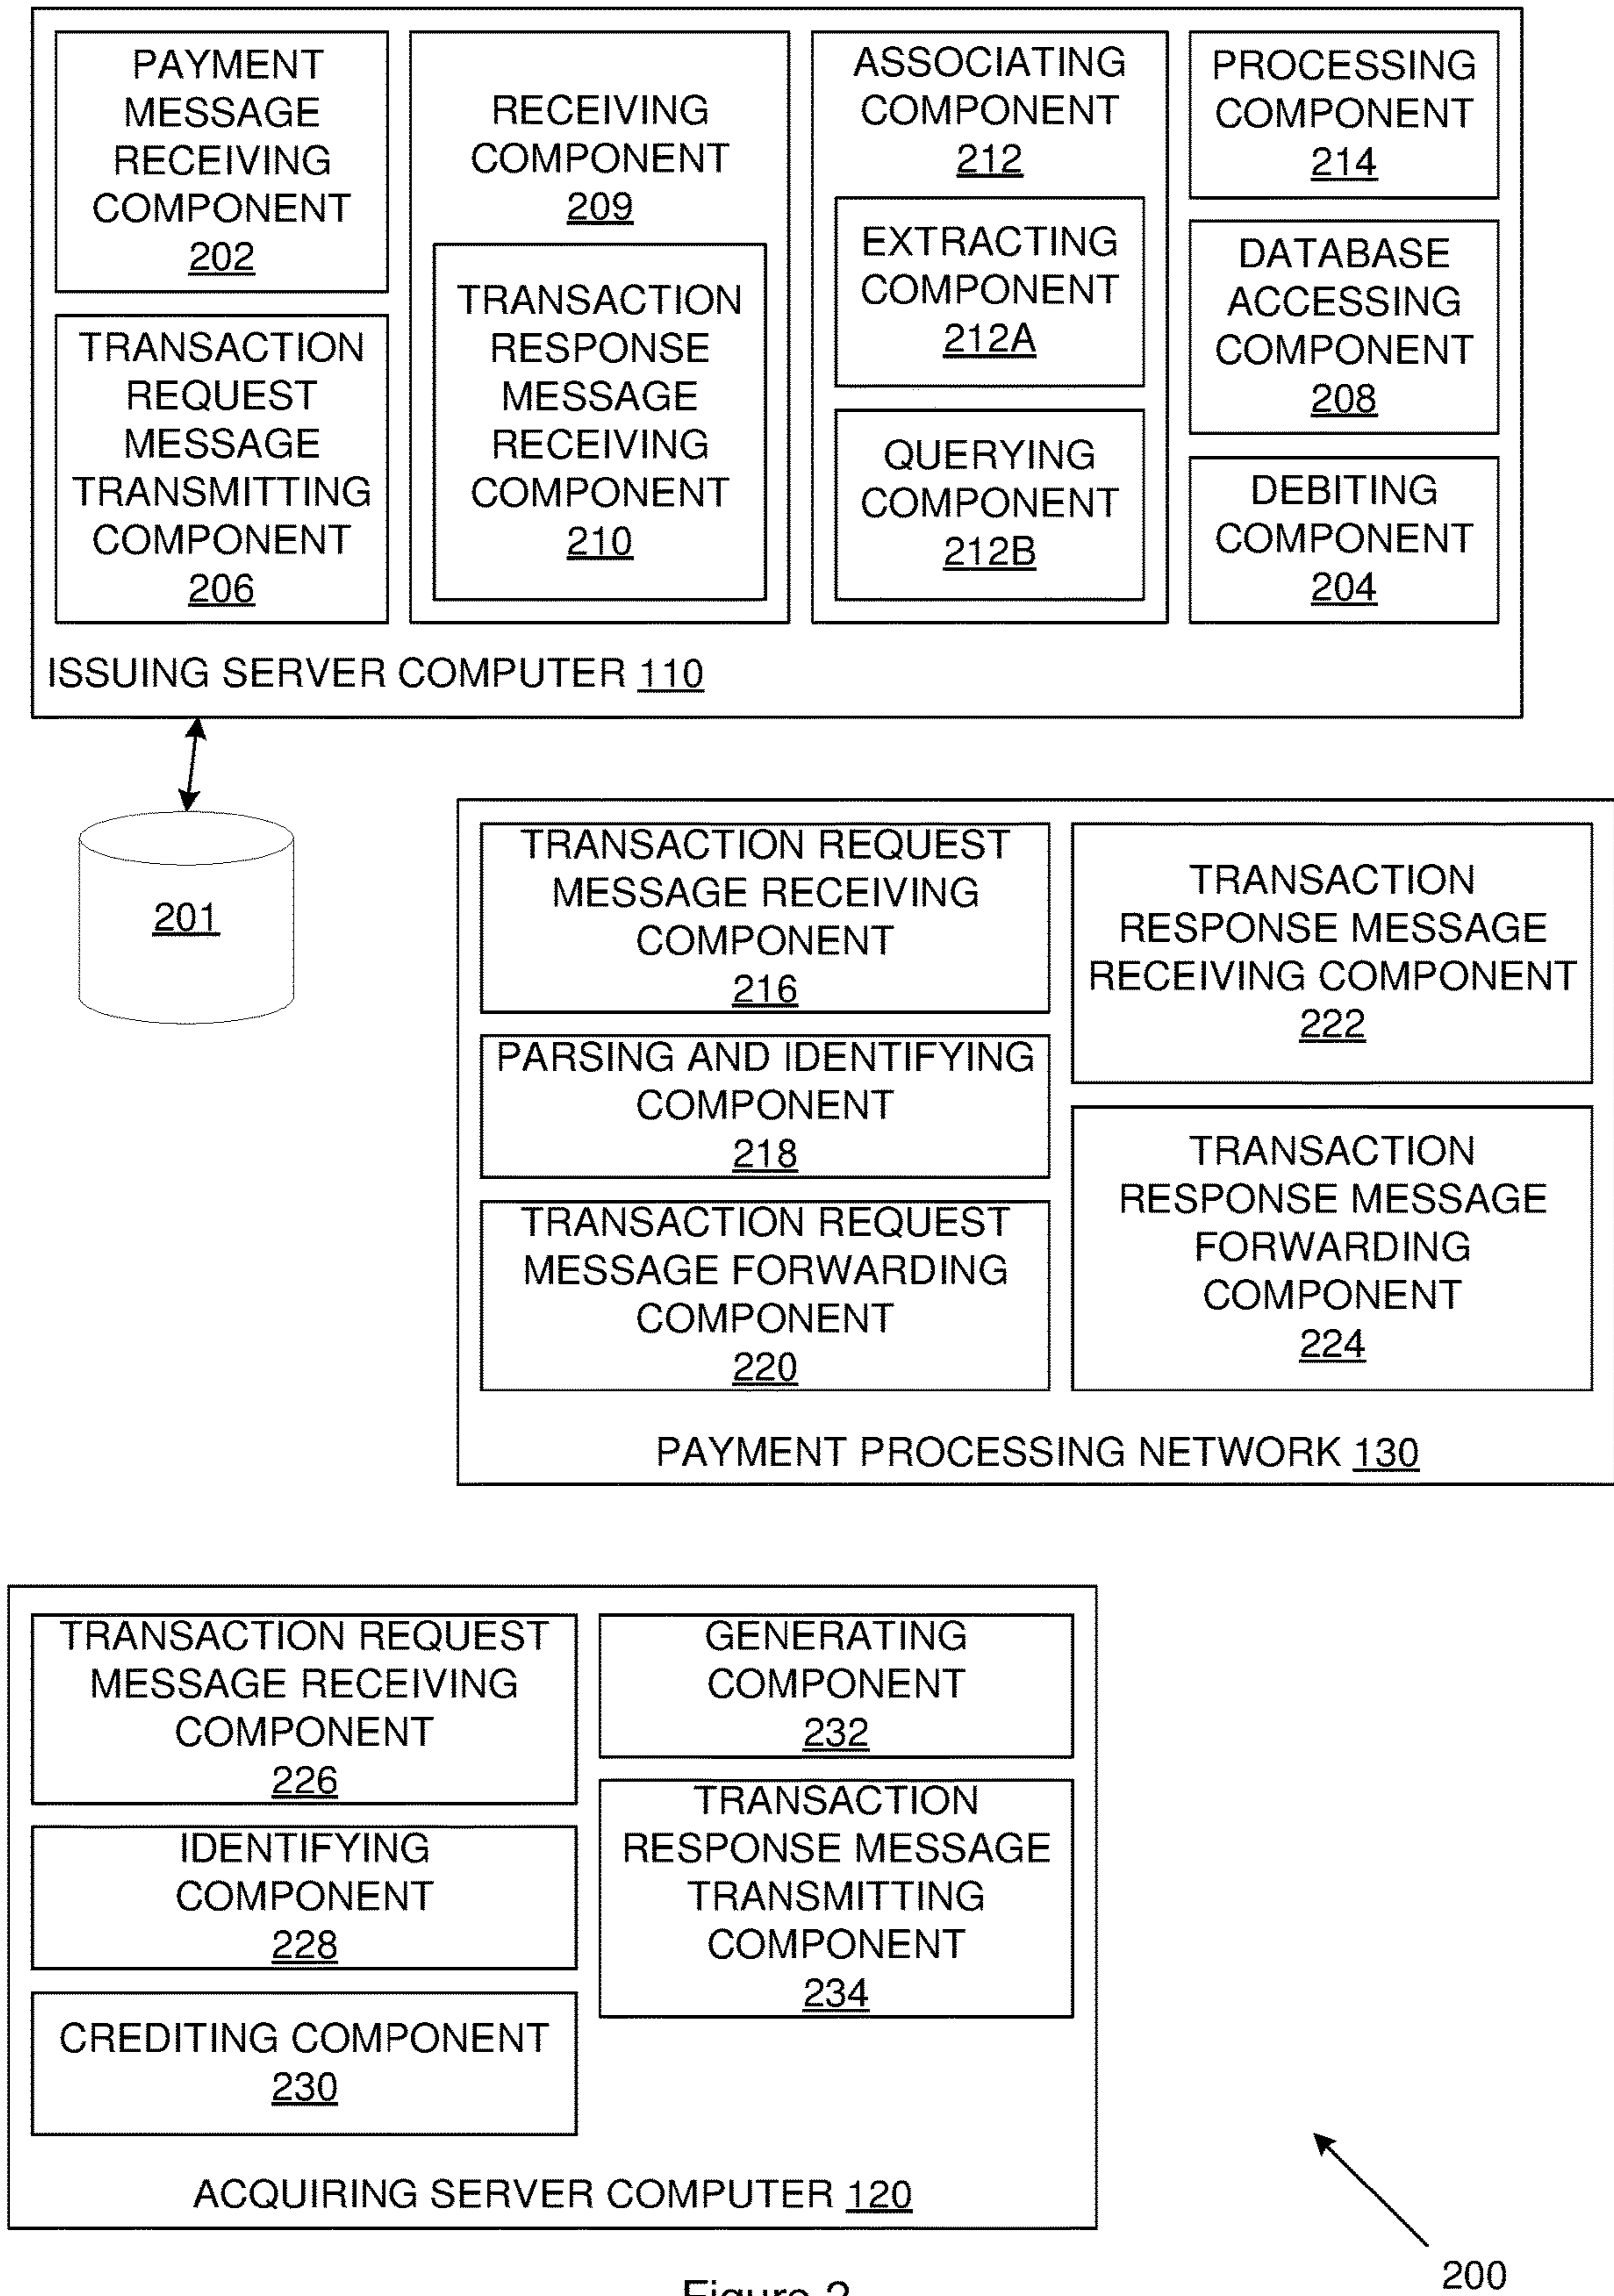 PAYMENT
MESSAGE
RECEIVING
COMPONENT
202
TRANSACTION
REQUEST
MESSAGE
TRANSMITTING
COMPONENT
206
RECEIVING
COMPONENT
209
TRANSACTION
RESPONSE
MESSAGE
RECEIVING
COMPONENT
210
ASSOCIATING
COMPONENT
212
EXTRACTING
COMPONENT
212A
QUERYING
COMPONENT
212B
PROCESSING
COMPONENT
214
DATABASE
ACCESSING
COMPONENT
208
DEBITING
COMPONENT
204
ISSUING SERVER COMPUTER 110
201
TRANSACTION REQUEST
MESSAGE RECEIVING
COMPONENT
216
PARSING AND IDENTIFYING
COMPONENT
218
TRANSACTION REQUEST
MESSAGE FORWARDING
COMPONENT
220
TRANSACTION
RESPONSE MESSAGE
RECEIVING COMPONENT
222
TRANSACTION
RESPONSE MESSAGE
FORWARDING
COMPONENT
224
PAYMENT PROCESSING NETWORK 130
TRANSACTION REQUEST
MESSAGE RECEIVING
COMPONENT
226
IDENTIFYING
COMPONENT
228
CREDITING COMPONENT
230
GENERATING
COMPONENT
232
TRANSACTION
RESPONSE MESSAGE
TRANSMITTING
COMPONENT
234
ACQUIRING SERVER COMPUTER 120
200
Figure 2